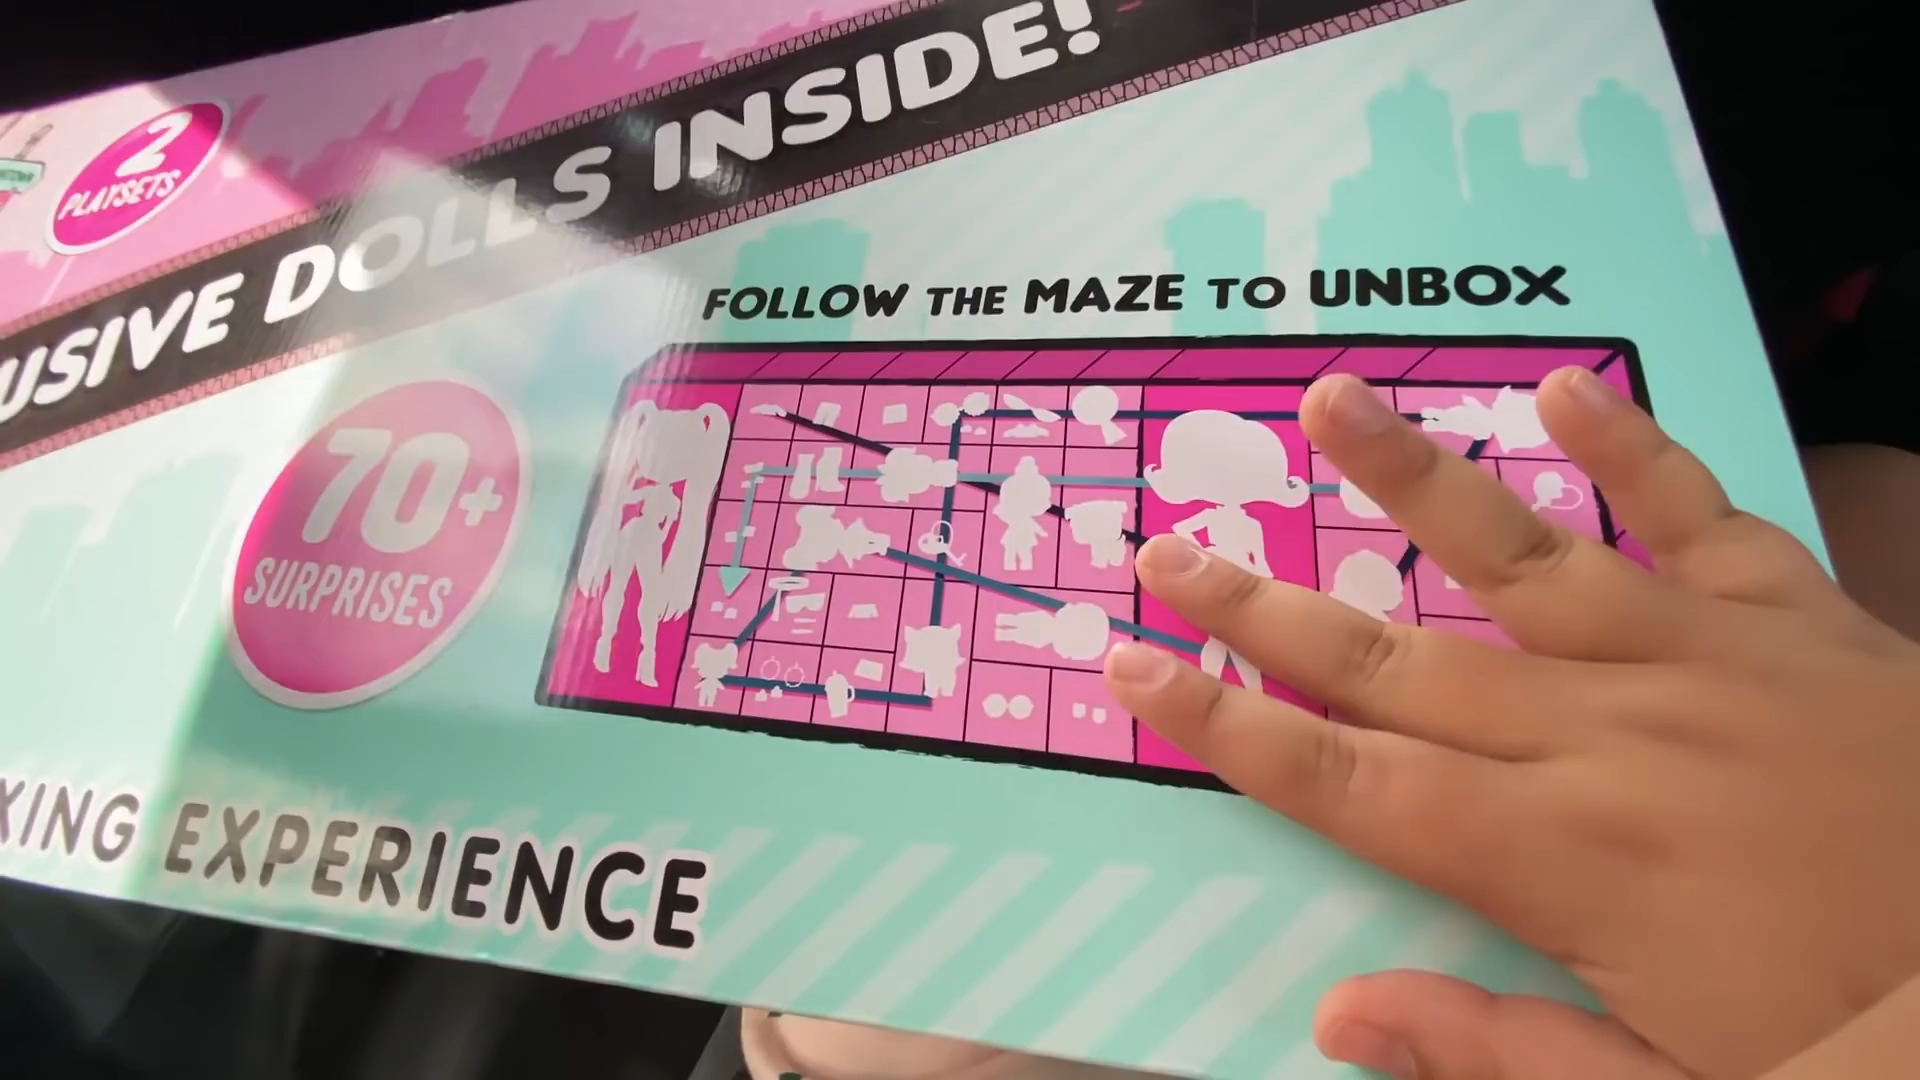 2
PLAYSETS
USIVE DOLLS INSIDE!
FOLLOW THE MAZE TO UNBOX
70+
SURPRISES
XING EXPERIENCE